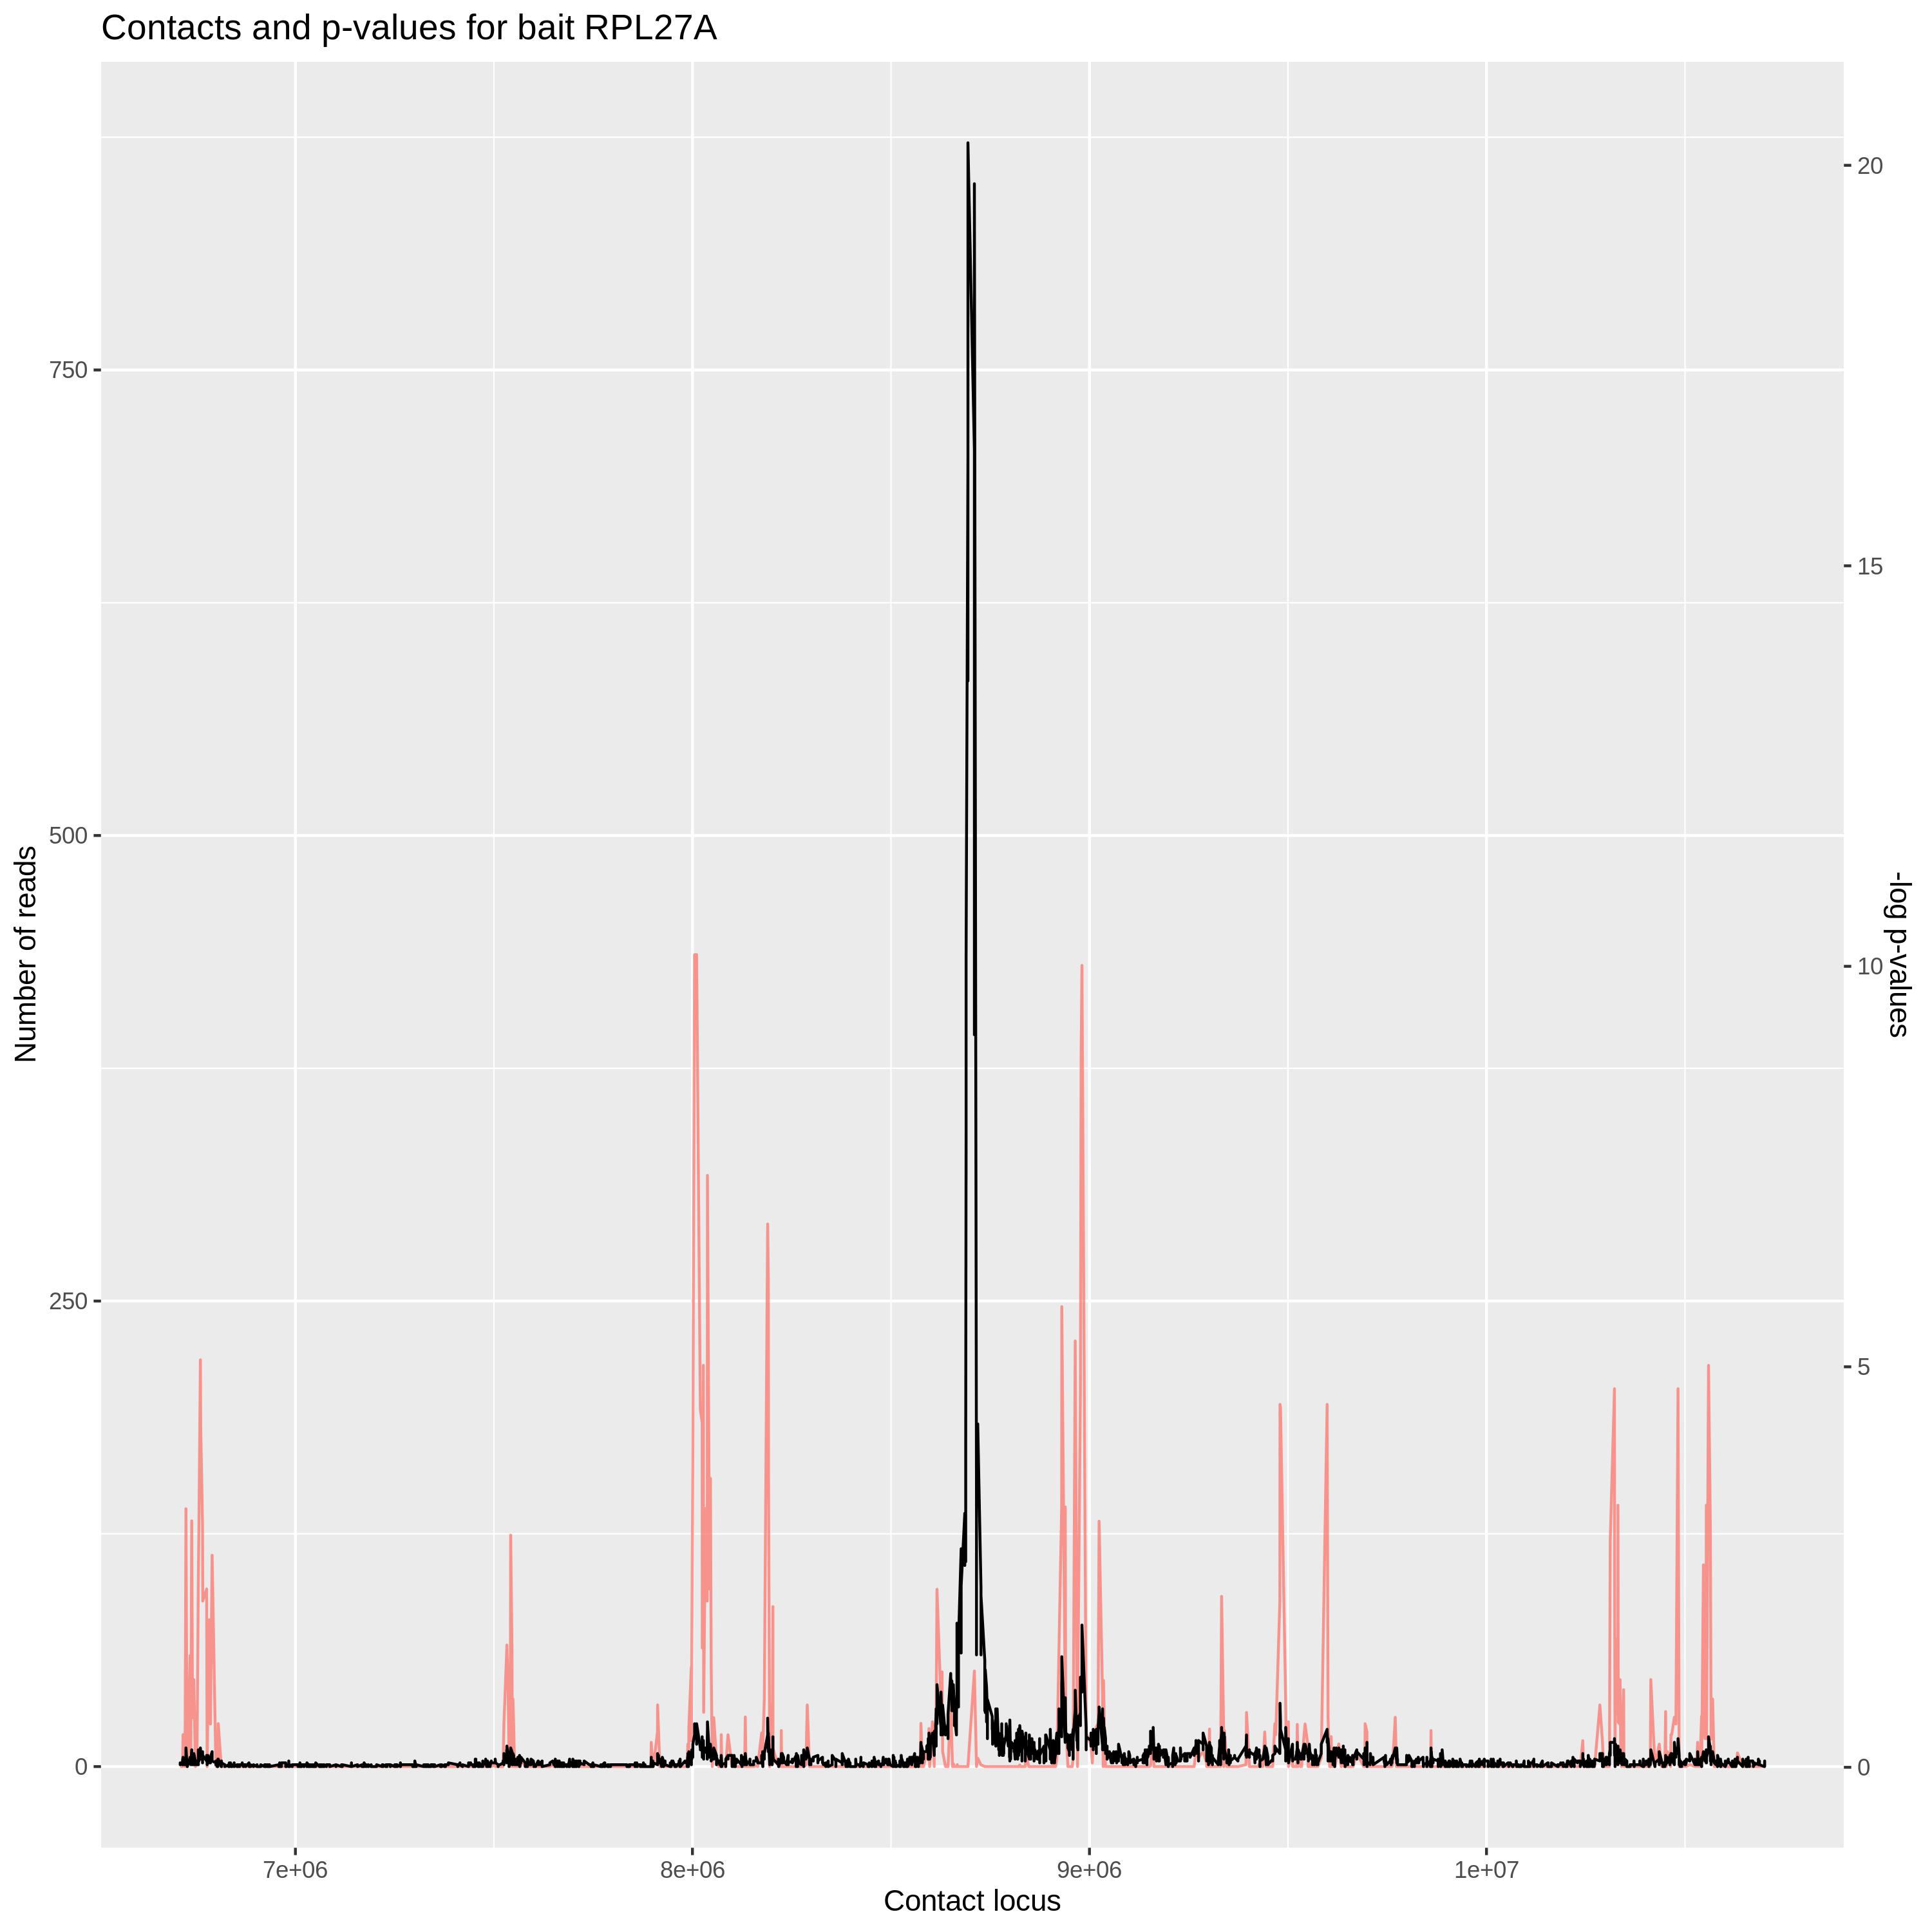 Contacts and p-values for bait RPL27A
Number of reads
750
500
250
0
20
15
10
5
0
-log p-values
7e+06
8e+06
9e+06
1e+07
Contact locus